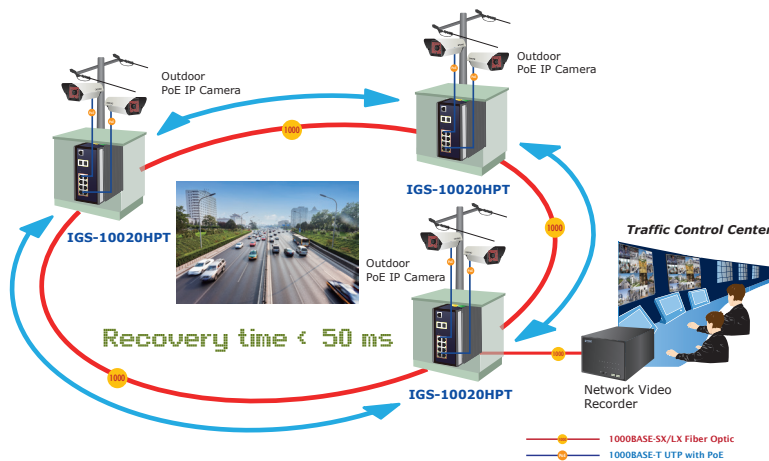 Outdoor
PoE IP Camera
Outdoor
PoE IP Camera
1000
IGS-10020HPT
IGS-10020HPT
1000
Traffic Control Center
Outdoor
PoE IP Camera
Recovery time < 50 ms
1000
IGS-10020HPT
Network Video
Recorder
1000BASE-SX/LX Fiber Optic
1000BASE-T UTP with PoE